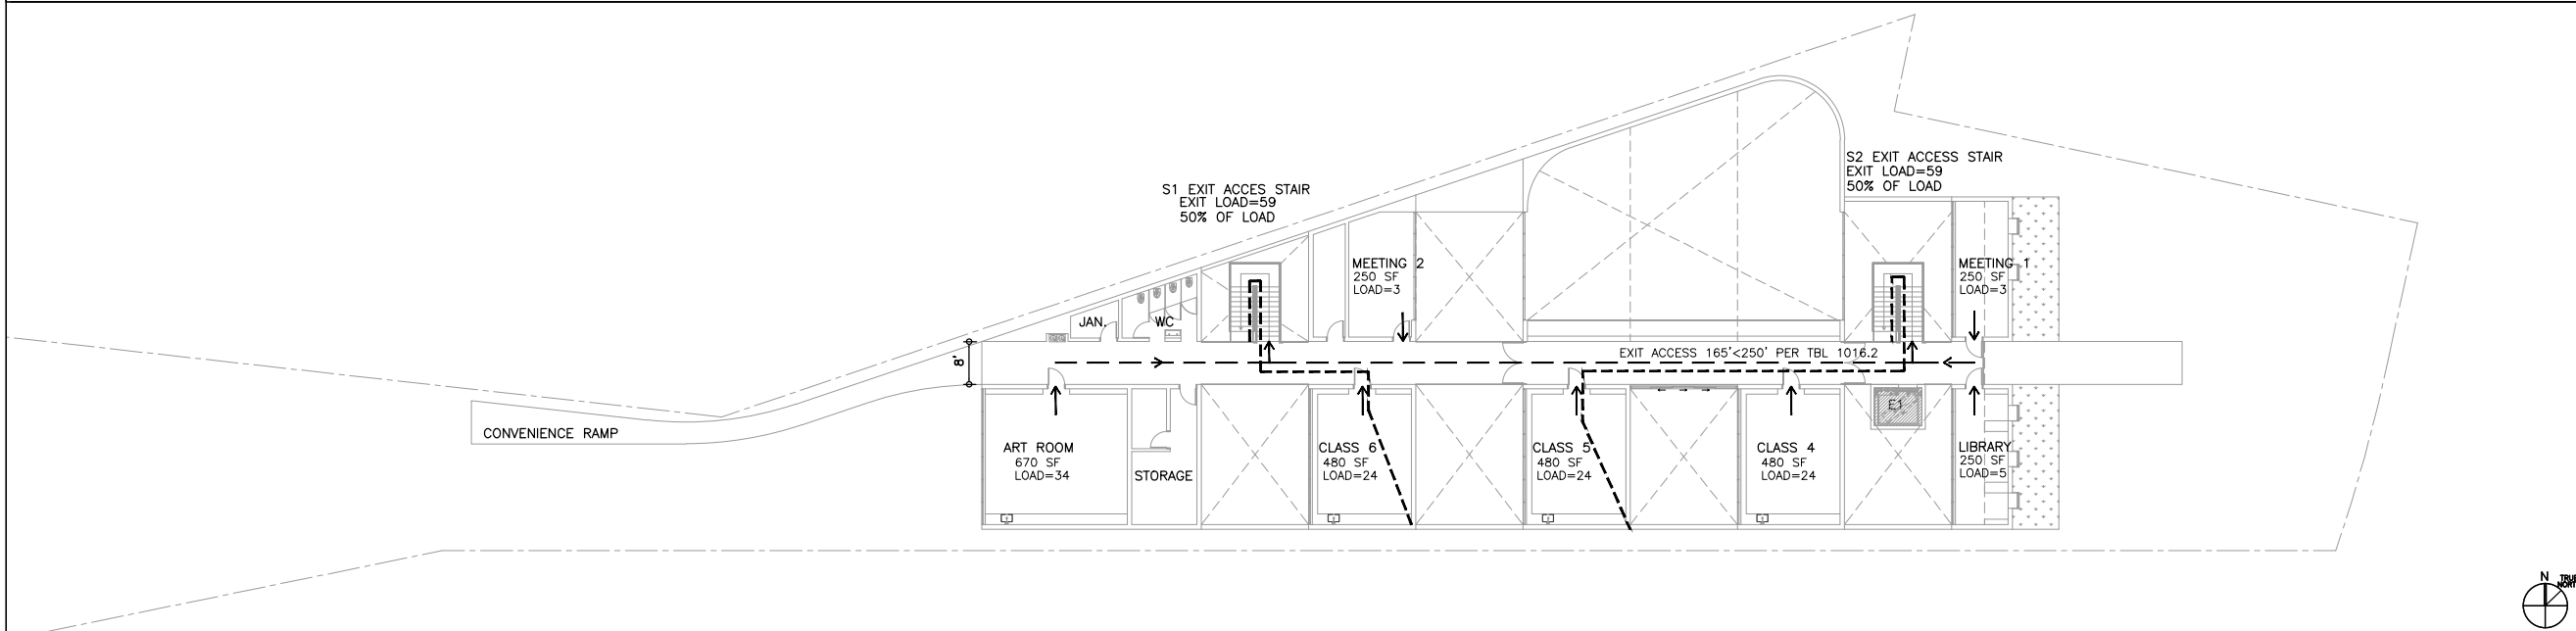 S2 EXIT ACCESS STAIR
EXIT LOAD=59
50% OF LOAD
S1 EXIT ACCES STAIR
EXIT LOAD=59
50% OF LOAD
MEETING 2
250 SF
LOAD=3
MEETING 1
250 SF
LOAD=3
JAN.
WC
8'
EXIT ACCESS 165'<250' PER TBL 1016.2
E1
CONVENIENCE RAMP
ART ROOM
670 SF
LOAD=34
STORAGE
CLASS 6
480 SF
LOAD=24
CLASS 5
480 SF
LOAD=24
CLASS 4
480 SF
LOAD=24
LIBRARY
250 SF
LOAD=5
N
TRUE
NORTH